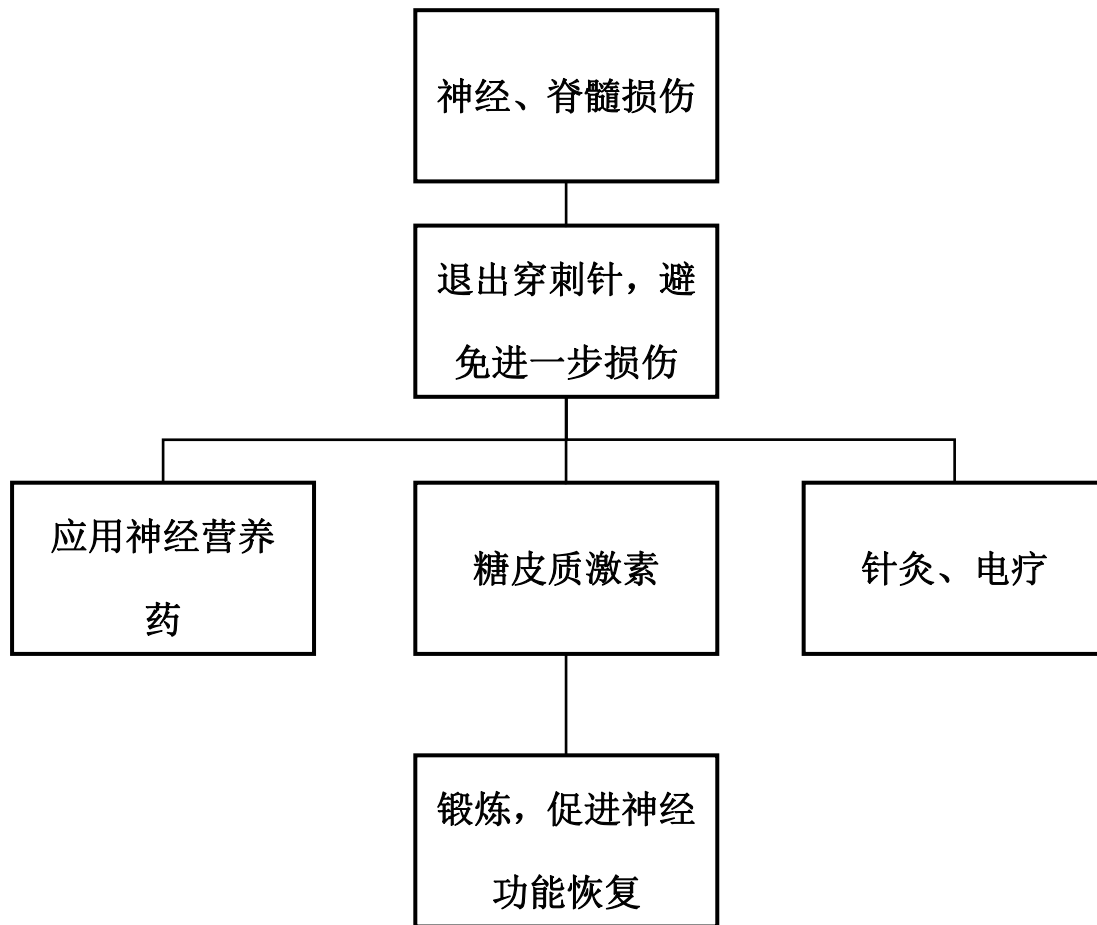 神经、脊髓损伤
退出穿刺针，避
免进一步损伤
应用神经营养
药
糖皮质激素
针灸、电疗
锻炼，促进神经
功能恢复